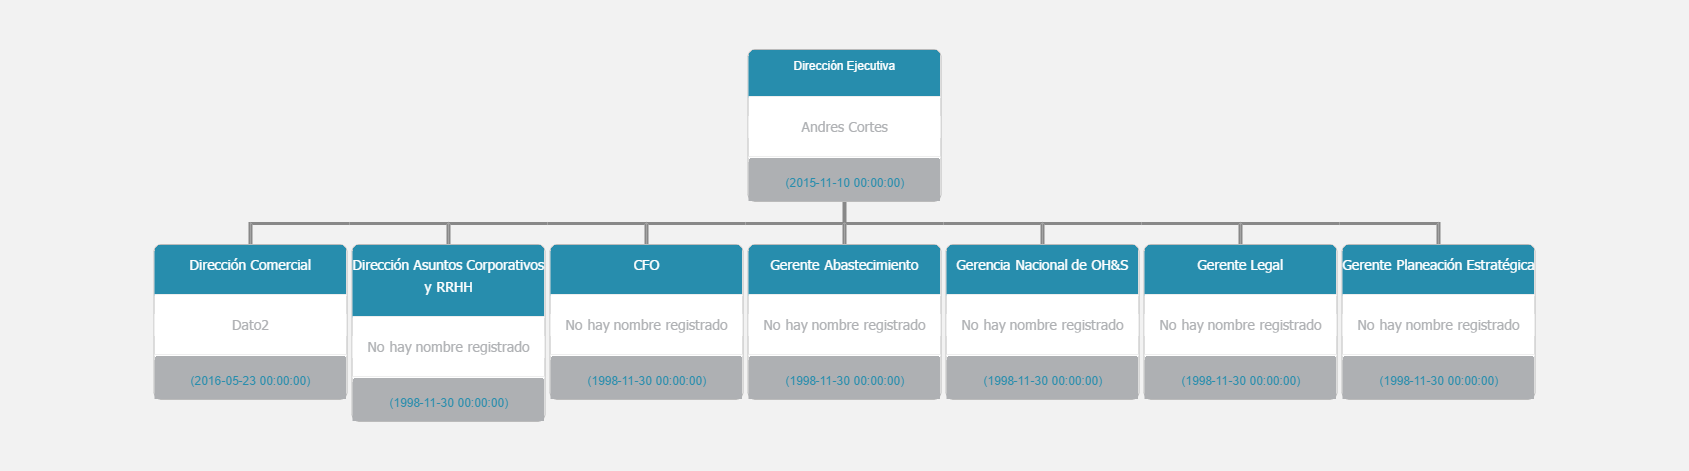 Dirección Ejecutiva
Andres Cortes
(2015-11-10 00:00:00)
Dirección Comercial
Dato2
(2016-05-23 00:00:00)
Dirección Asuntos Corporativos
y RRHH
No hay nombre registrado
(1998-11-30 00:00:00)
CFO
No hay nombre registrado
(1998-11-30 00:00:00)
Gerente Abastecimiento
No hay nombre registrado
(1998-11-30 00:00:00)
Gerencia Nacional de OH&S
No hay nombre registrado
(1998-11-30 00:00:00)
Gerente Legal
No hay nombre registrado
(1998-11-30 00:00:00)
Gerente Planeación Estratégica
No hay nombre registrado
(1998-11-30 00:00:00)